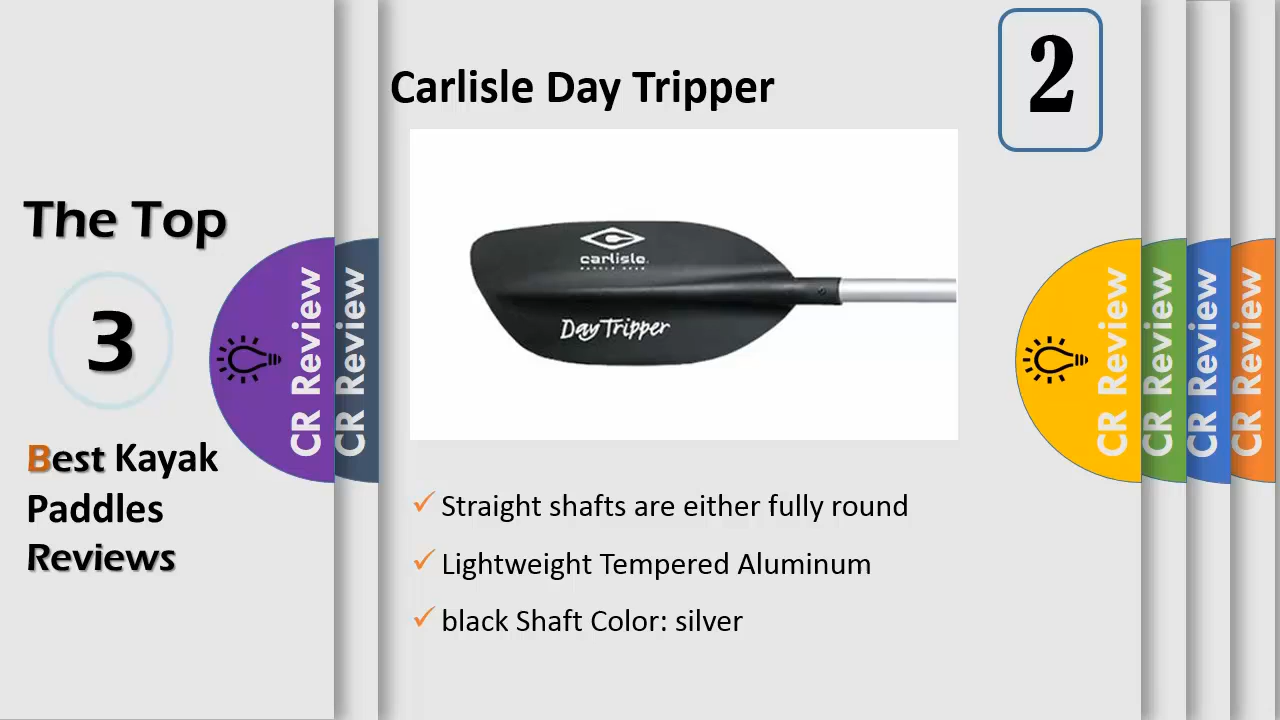 The Top
3
Best Kayak
Paddles
Reviews
CR Review
CR Review
Carlisle Day Tripper
2
carlisle
Day Tripper
Straight shafts are either fully round
Lightweight Tempered Aluminum
black Shaft Color: silver
CR Review
CR Review
CR Review
CR Review